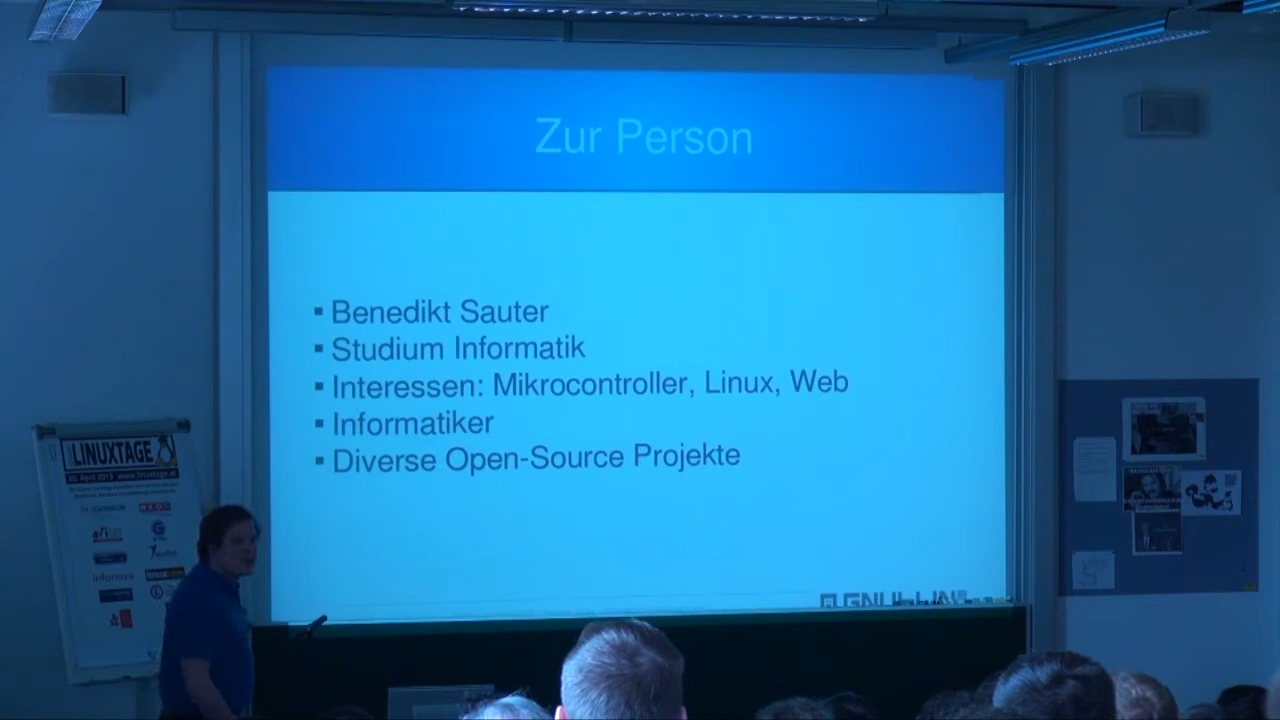 Zur Person
Benedikt Sauter
Studium Informatik
Interessen: Mikrocontroller, Linux, Web
Informatiker
Diverse Open-Source Projekte
LINUXTAGE